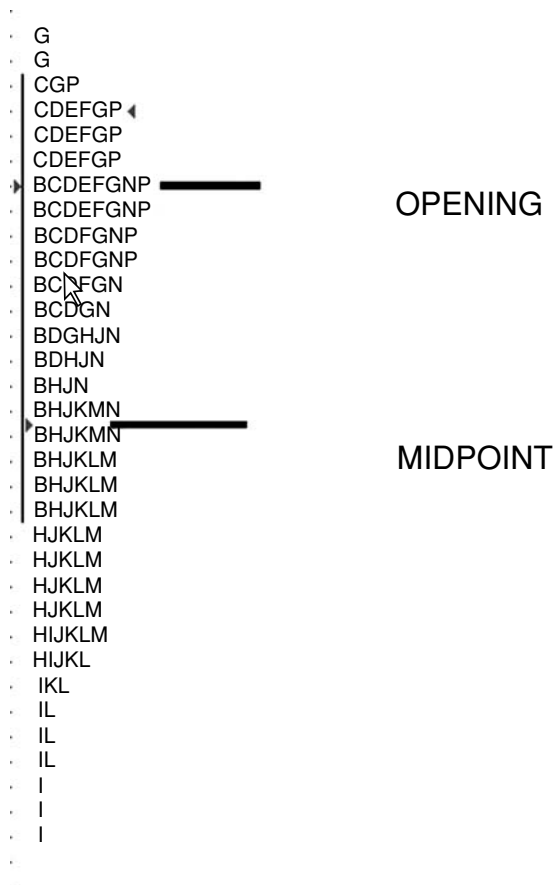 G
G
CGP
CDEFGP
CDEFGP
CDEFGP
BCDEFGNP
OPENING
BCDEFGNP
BCDFGNP
BCDFGNP
BCDFGN
BCDGN
BDGHJN
BDHJN
BHJN
BHJKMN
BHJKMN
MIDPOINT
BHJKLM
BHJKLM
BHJKLM
HJKLM
HJKLM
HJKLM
HJKLM
HIJKLM
HIJKL
IKL
IL
IL
IL
I
I
I